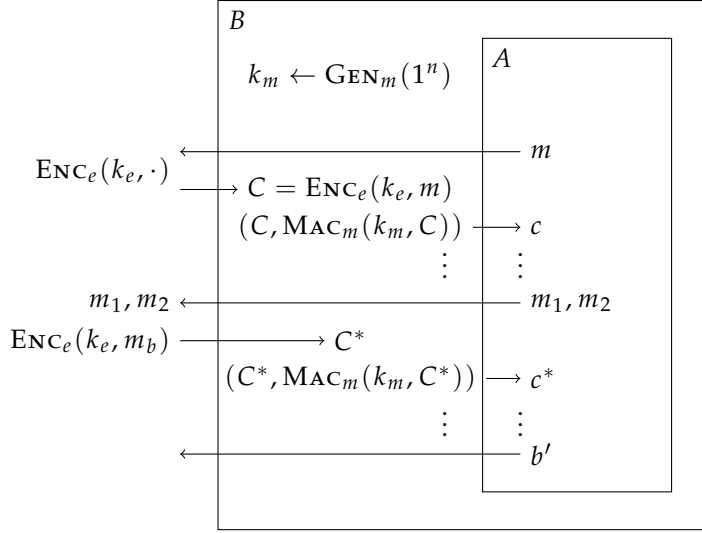 B
A
k_m ← GEN_m(1^n)
m
ENC_e(k_e, ·)
C = ENC_e(k_e, m)
(C, MAC_m(k_m, C))
c
⋮ ⋮
m_1, m_2
m_1, m_2
ENC_e(k_e, m_b)
C*
(C*, MAC_m(k_m, C*))
c*
⋮ ⋮
b′